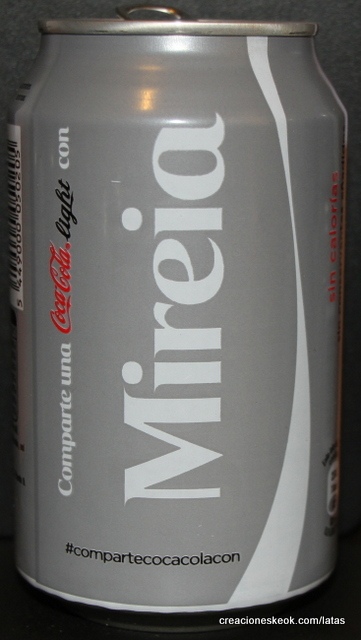 Comparte una Coca-Cola light con
Mireia
#compartecocacolacon
sin calorías
creacioneskeok.com/latas